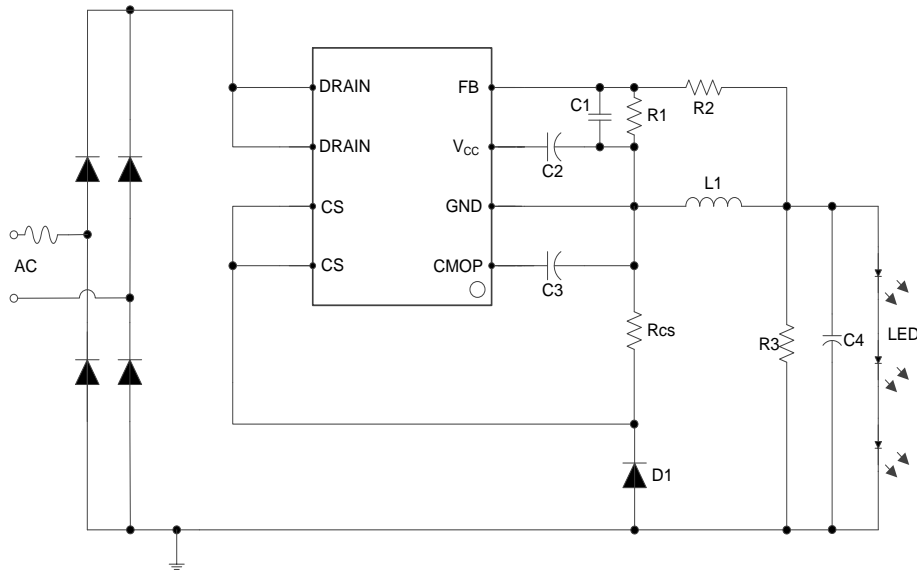 DRAIN
FB
C1
R1
R2
DRAIN
VCC
C2
L1
CS
GND
AC
CS
CMOP
C3
Rcs
R3
C4
LED
D1